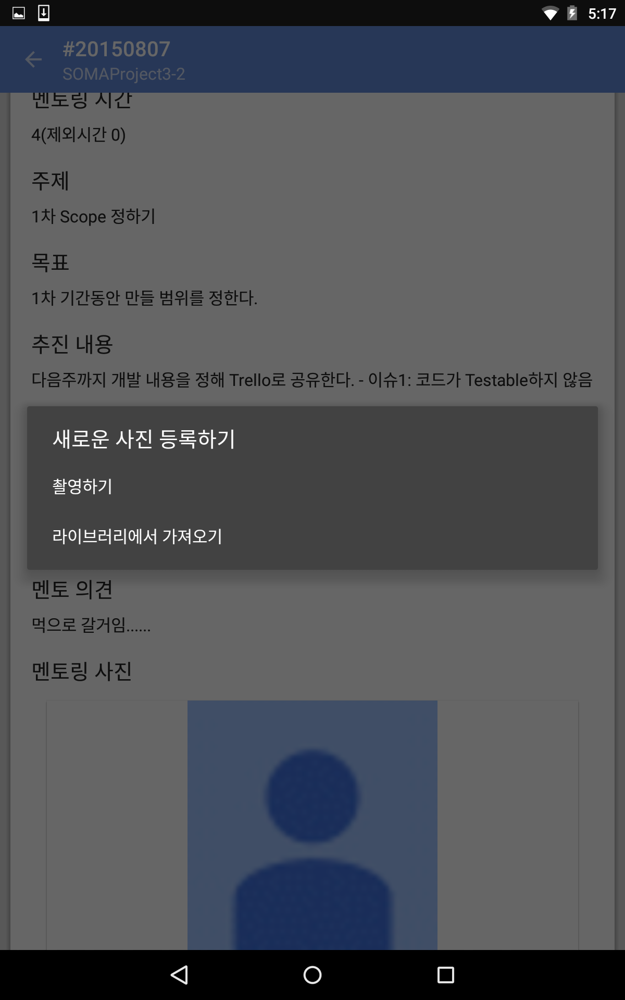 5:17
#20150807
SOMAProject3-2
멘토링 시간
4(제외시간 0)
주제
1차 Scope 정하기
목표
1차 기간동안 만들 범위를 정한다.
추진 내용
다음주까지 개발 내용을 정해 Trello로 공유한다. - 이슈1: 코드가 Testable하지 않음
새로운 사진 등록하기
촬영하기
라이브러리에서 가져오기
멘토 의견
먹으로 갈거임......
멘토링 사진